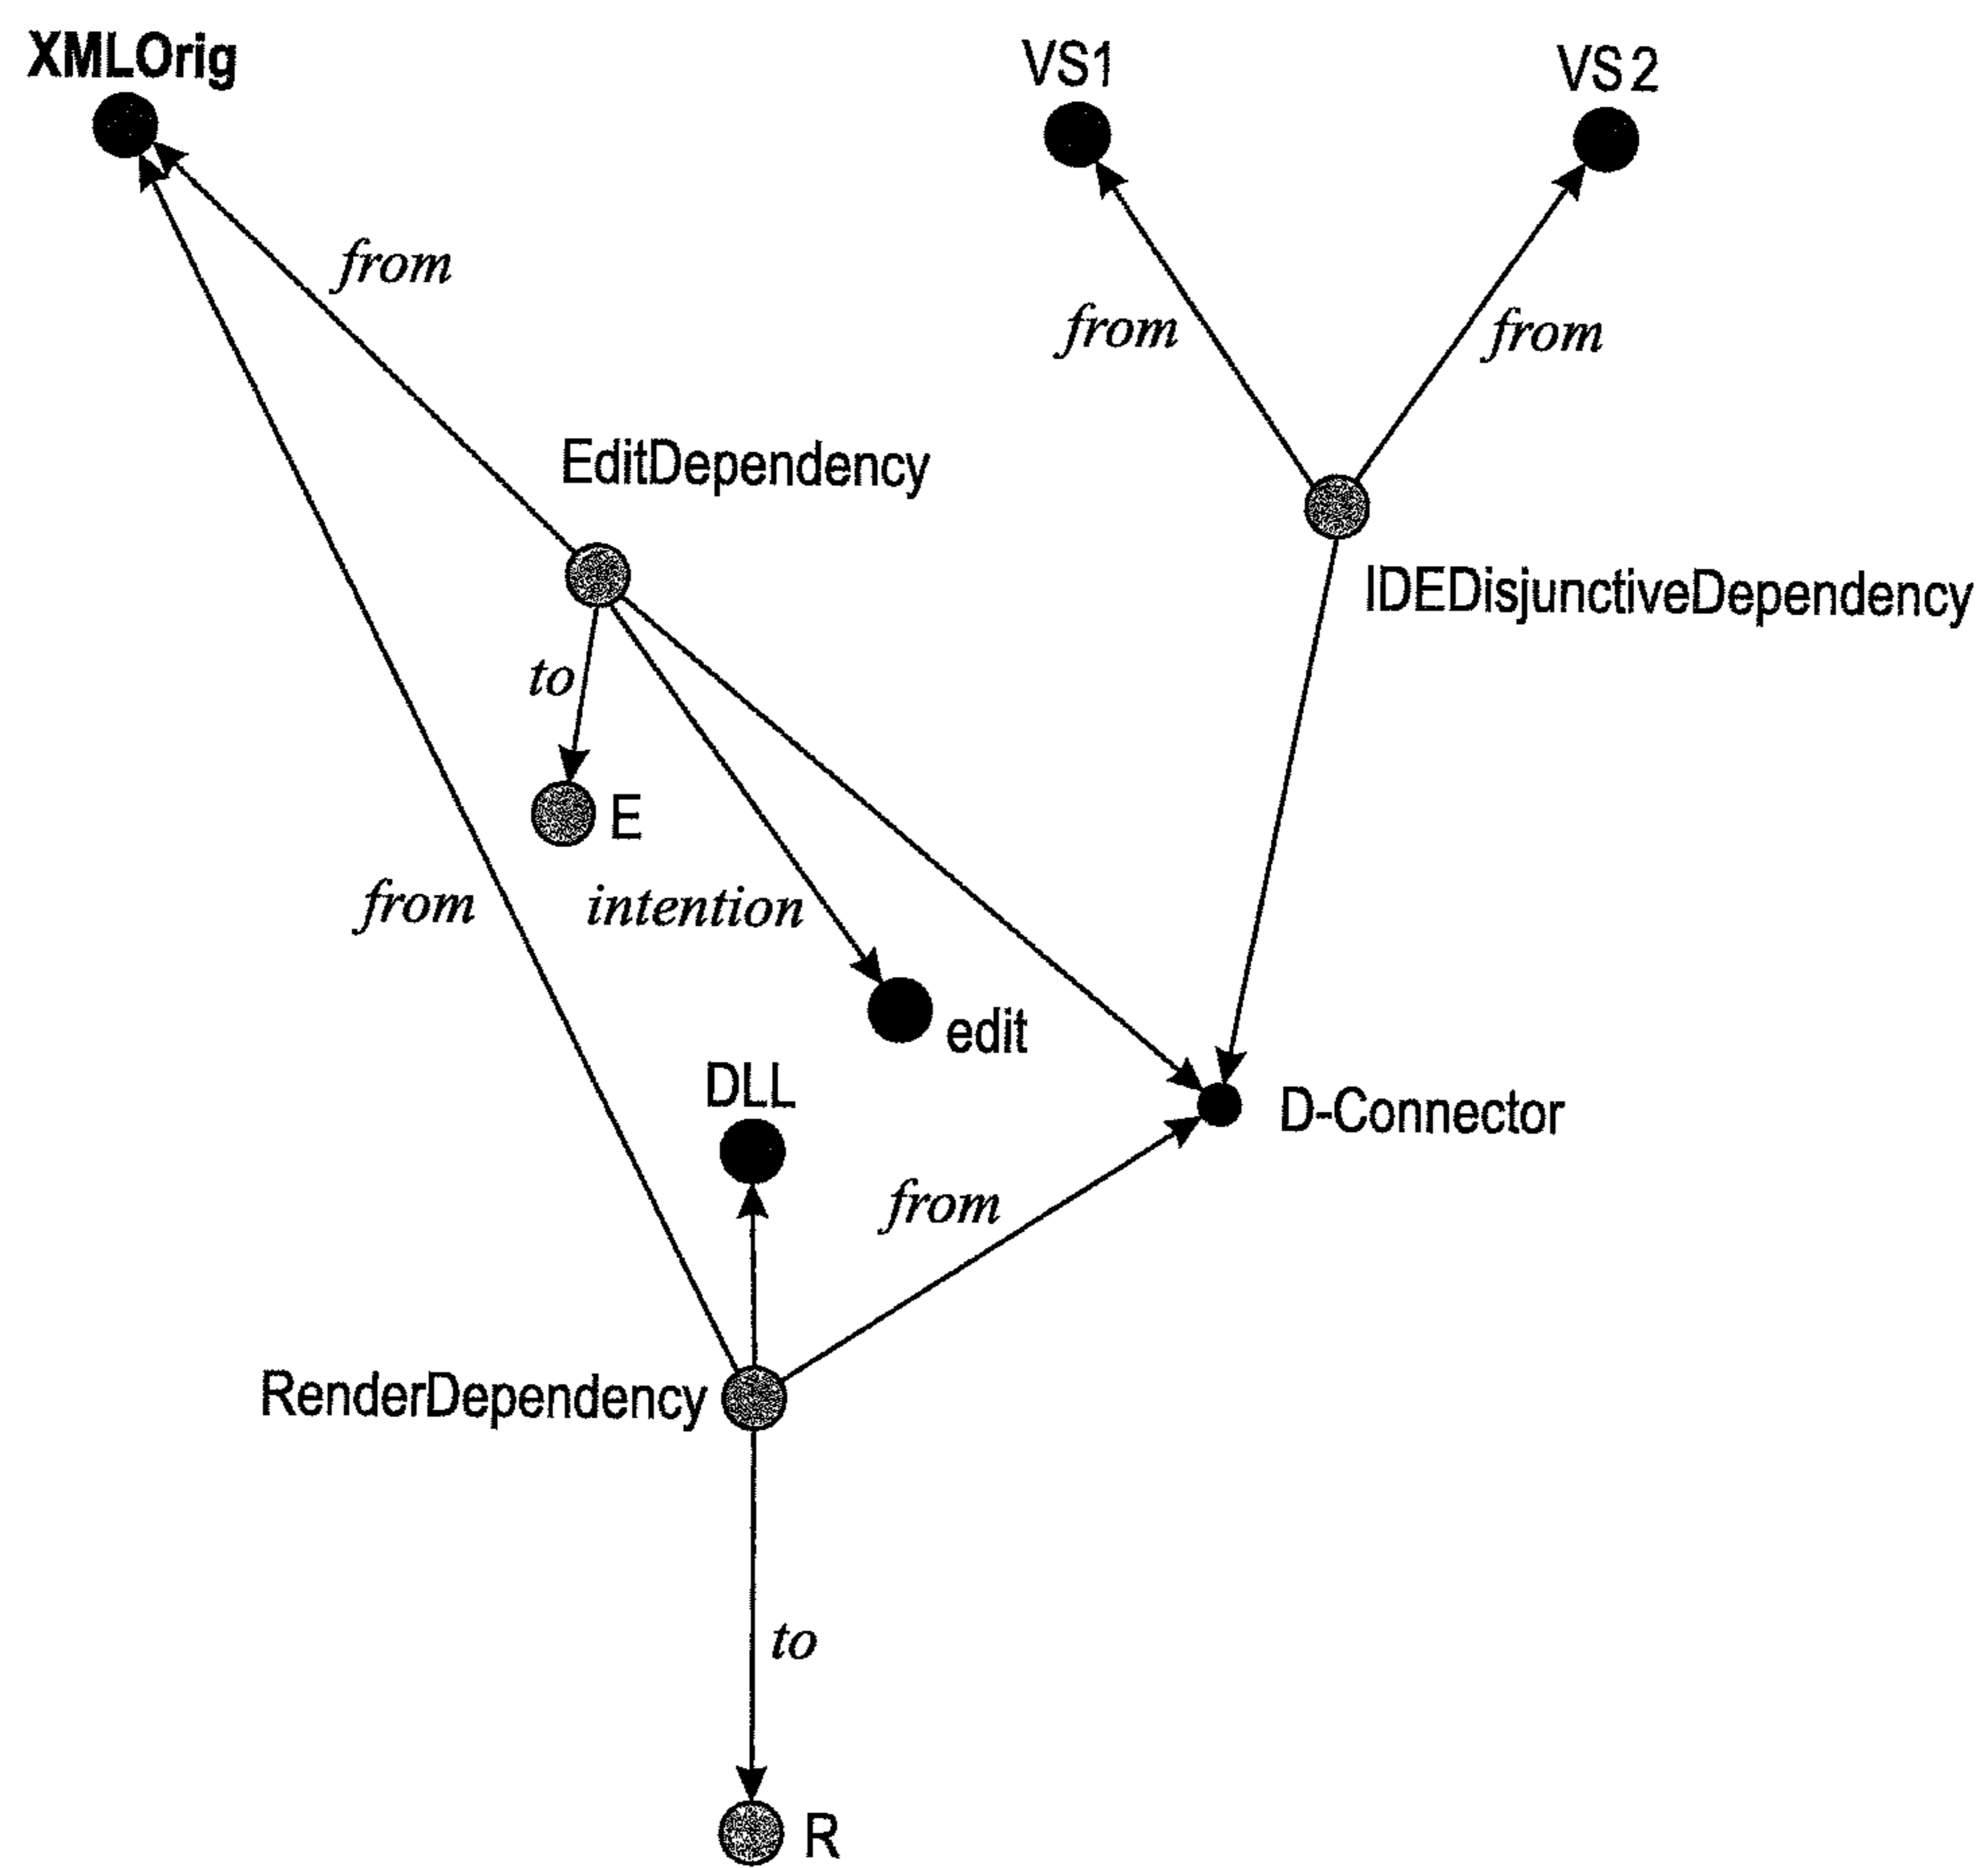 XMLOrig
VS1
VS2
from
from
from
EditDependency
IDEDisjunctiveDependency
to
E
from
intention
edit
DLL
D-Connector
from
RenderDependency
to
R